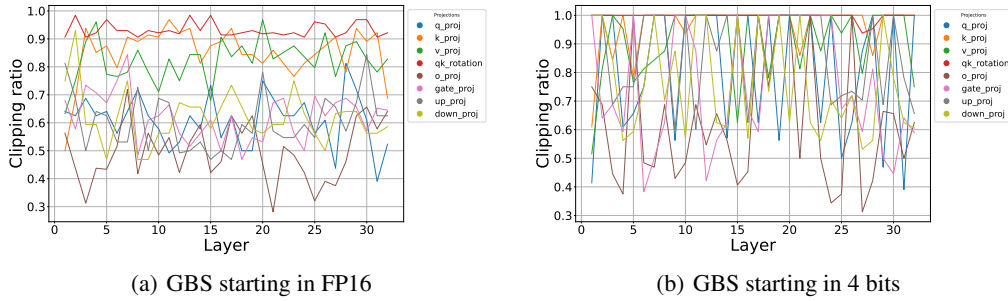 Clipping ratio
1.0
0.9
0.8
0.7
0.6
0.5
0.4
0.3
0
5
10
15
20
25
30
Layer
Projections
q_proj
k_proj
v_proj
qk_rotation
o_proj
gate_proj
up_proj
down_proj
(a) GBS starting in FP16
Clipping ratio
1.0
0.9
0.8
0.7
0.6
0.5
0.4
0.3
0
5
10
15
20
25
30
Layer
Projections
q_proj
k_proj
v_proj
qk_rotation
o_proj
gate_proj
up_proj
down_proj
(b) GBS starting in 4 bits